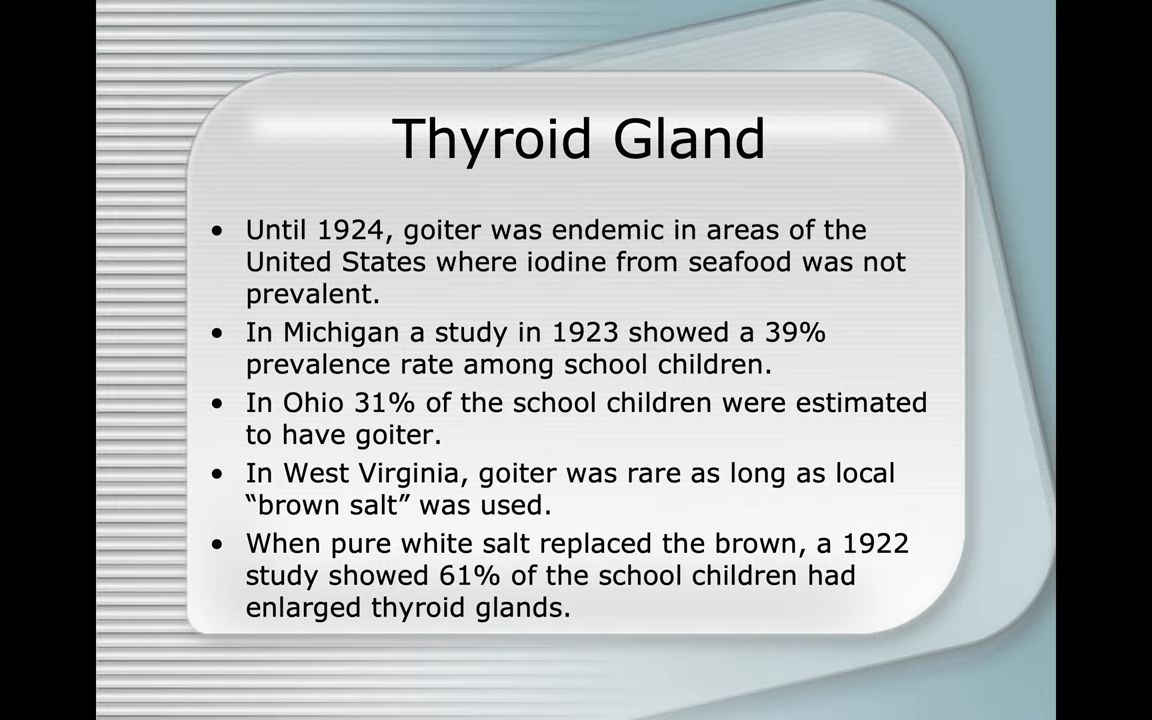 Thyroid Gland
• Until 1924, goiter was endemic in areas of the
United States where iodine from seafood was not
prevalent.
• In Michigan a study in 1923 showed a 39%
prevalence rate among school children.
• In Ohio 31% of the school children were estimated
to have goiter.
• In West Virginia, goiter was rare as long as local
“brown salt” was used.
• When pure white salt replaced the brown, a 1922
study showed 61% of the school children had
enlarged thyroid glands.